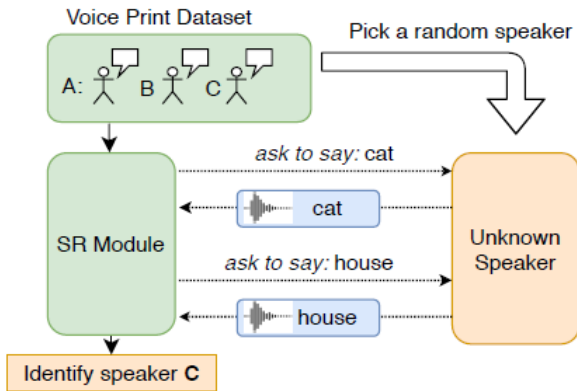 Voice Print Dataset
Pick a random speaker
A: B C
ask to say: cat
cat
SR Module
Unknown
Speaker
ask to say: house
house
Identify speaker C